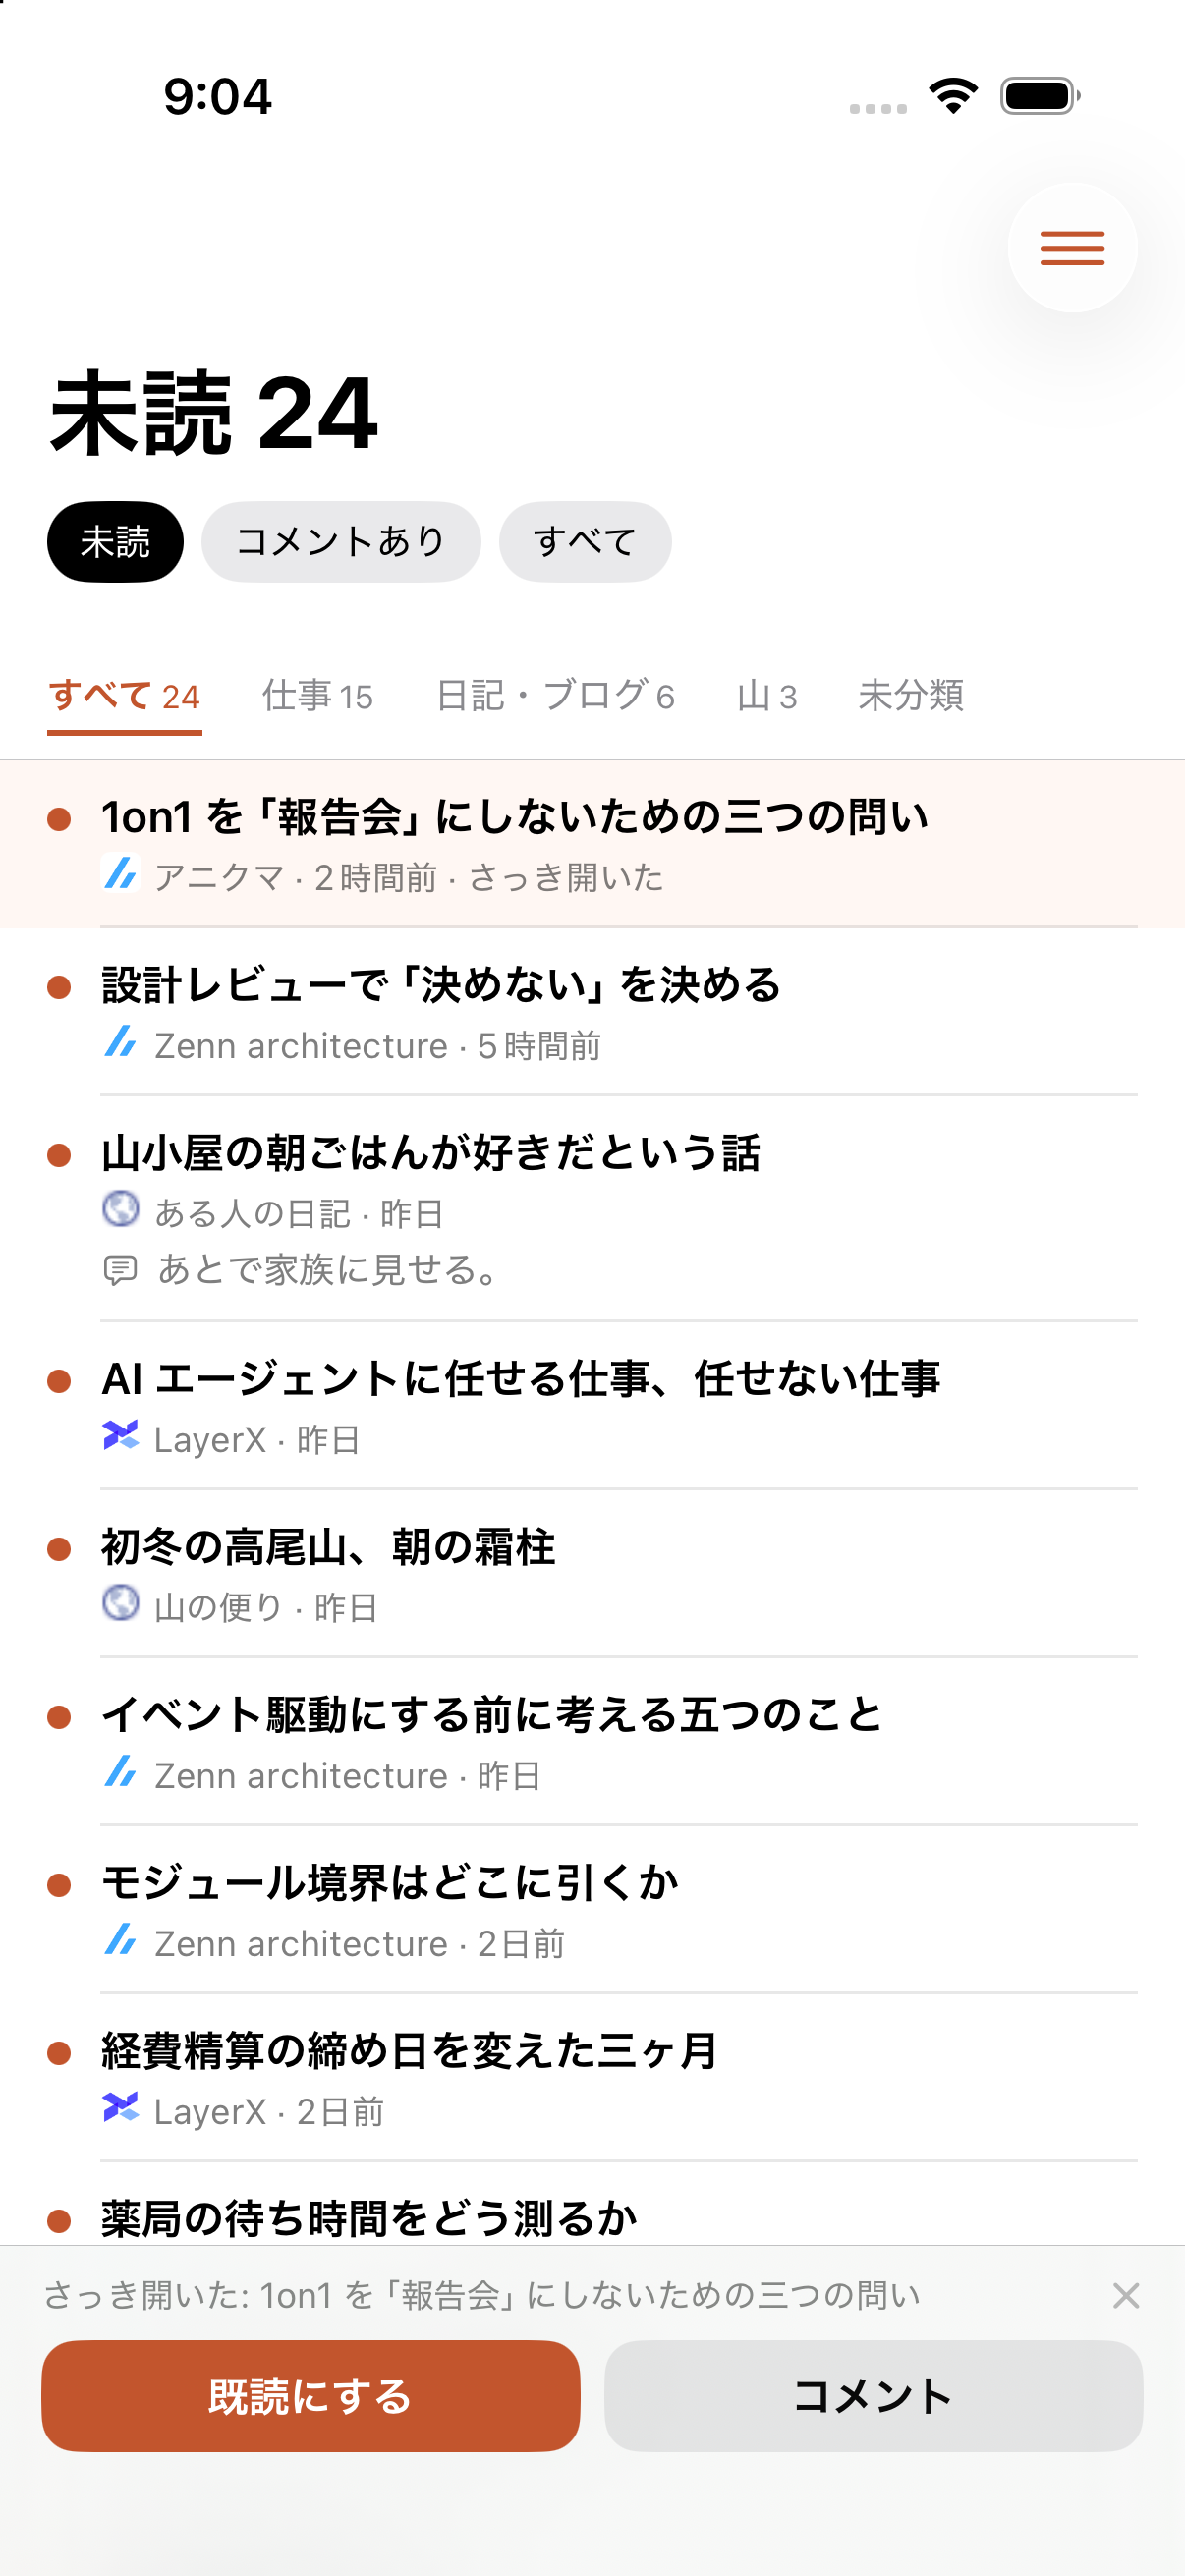 9:04
未読 24
未読 コメントあり すべて
すべて 24 仕事 15 日記・ブログ 6 山 3 未分類
1on1 を「報告会」にしないための三つの問い
アニクマ · 2時間前 · さっき開いた
設計レビューで「決めない」を決める
Zenn architecture · 5時間前
山小屋の朝ごはんが好きだという話
ある人の日記 · 昨日
あとで家族に見せる。
AI エージェントに任せる仕事、任せない仕事
LayerX · 昨日
初冬の高尾山、朝の霜柱
山の便り · 昨日
イベント駆動にする前に考える五つのこと
Zenn architecture · 昨日
モジュール境界はどこに引くか
Zenn architecture · 2日前
経費精算の締め日を変えた三ヶ月
LayerX · 2日前
薬局の待ち時間をどう測るか
さっき開いた: 1on1 を「報告会」にしないための三つの問い
既読にする コメント